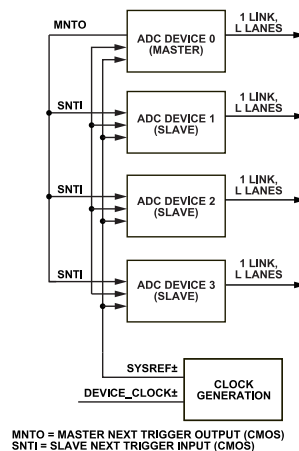 MNTO
ADC DEVICE 0
(MASTER)
1 LINK,
L LANES
SNTI
ADC DEVICE 1
(SLAVE)
1 LINK,
L LANES
SNTI
ADC DEVICE 2
(SLAVE)
1 LINK,
L LANES
SNTI
ADC DEVICE 3
(SLAVE)
1 LINK,
L LANES
SYSREF±
DEVICE_CLOCK±
CLOCK
GENERATION
MNTO = MASTER NEXT TRIGGER OUTPUT (CMOS)
SNTI = SLAVE NEXT TRIGGER INPUT (CMOS)